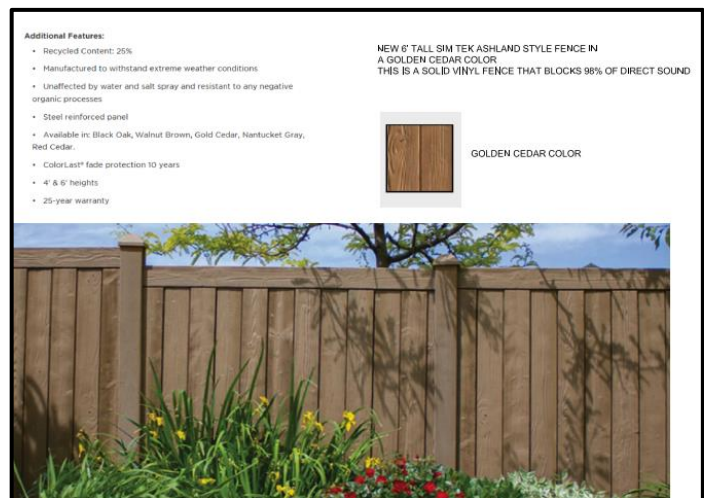 Additional Features:
• Recycled Content: 25%
• Manufactured to withstand extreme weather conditions
• Unaffected by water and salt spray and resistant to any negative
organic processes
• Steel reinforced panel
• Available in: Black Oak, Walnut Brown, Gold Cedar, Nantucket Gray,
Red Cedar.
• ColorLast® fade protection 10 years
• 4' & 6' heights
• 25-year warranty
NEW 6' TALL SIM TEK ASHLAND STYLE FENCE IN
A GOLDEN CEDAR COLOR
THIS IS A SOLID VINYL FENCE THAT BLOCKS 98% OF DIRECT SOUND
GOLDEN CEDAR COLOR